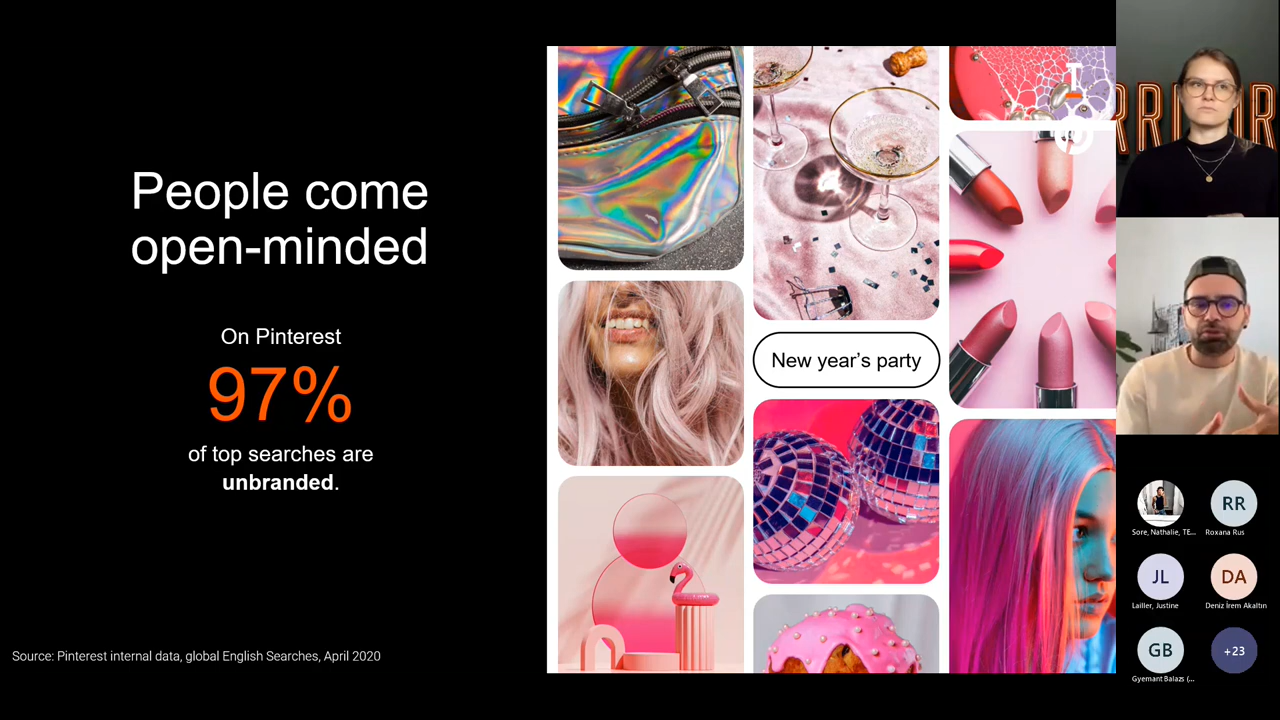 People come
open-minded
On Pinterest
97%
of top searches are
unbranded.
Source: Pinterest internal data, global English Searches, April 2020
New year's party
Sore, Nathalie, TE...
RR
Roxana Rus
JL
Lailler, Justine
DA
Deniz İrem Akaltın
GB
Gyemant Balazs (...
+23